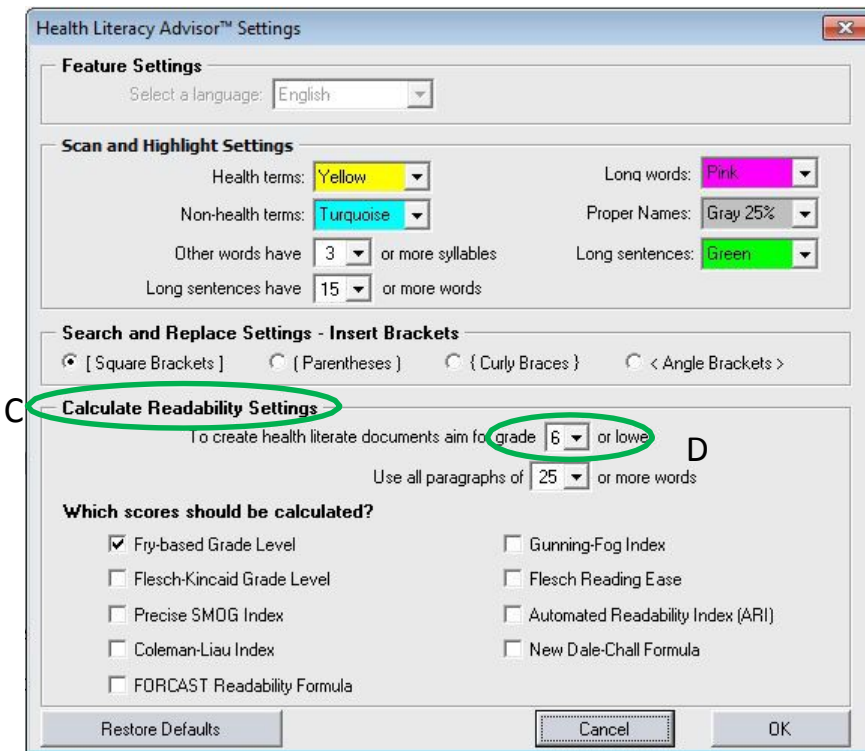 Health Literacy Advisor™ Settings
Feature Settings
Select a language: English
Scan and Highlight Settings
Health terms: Yellow Long words: Pink
Non-health terms: Turquoise Proper Names: Gray 25%
Other words have 3 or more syllables Long sentences: Green
Long sentences have 15 or more words
Search and Replace Settings - Insert Brackets
[ Square Brackets ] ( Parentheses ) { Curly Braces } < Angle Brackets >
C Calculate Readability Settings
To create health literate documents aim for grade 6 or lower D
Use all paragraphs of 25 or more words
Which scores should be calculated?
Fry-based Grade Level Gunning-Fog Index
Flesch-Kincaid Grade Level Flesch Reading Ease
Precise SMOG Index Automated Readability Index (ARI)
Coleman-Liau Index New Dale-Chall Formula
FORCAST Readability Formula
Restore Defaults Cancel OK